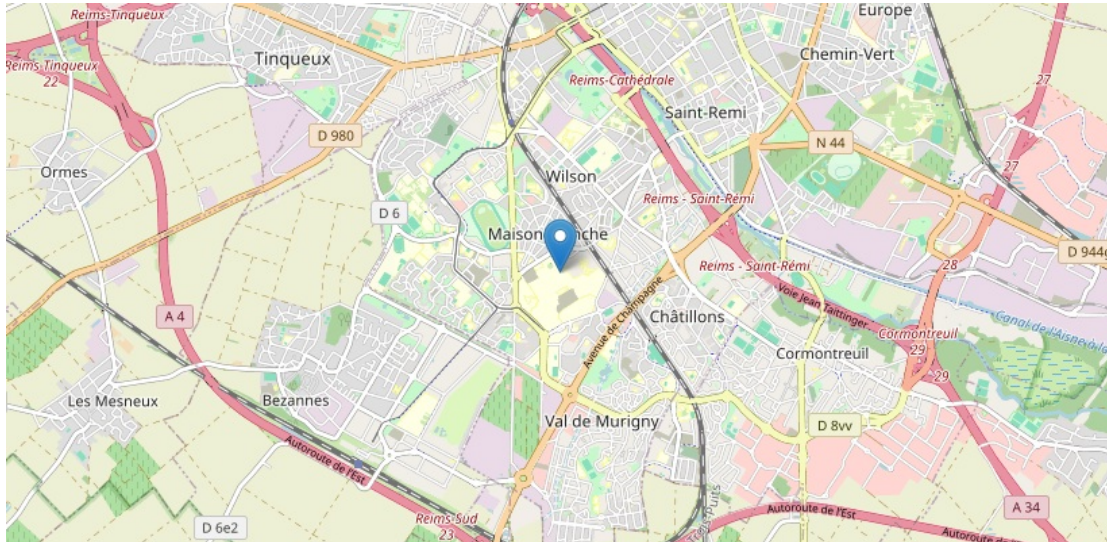 Reims-Tinqueux
Europe
Tinqueux
Chemin-Vert
Reims Tinqueux
22
Reims-Cathédrale
27
Saint-Remi
D 980
N 44
Ormes
27
Wilson
D 6
Reims - Saint-Rémi
D 944
28
Reims - Saint-Rémi
Voie Jean Taittinger
A 4
Avenue de Champagne
Châtillons
Canal de l'Aisne à la
Cormontreuil
29
Cormontreuil
29
Les Mesneux
Bezannes
Val de Murigny
D 8vv
Autoroute de l'Est
D 6e2
Reims-Sud
23
Autoroute de l'Est
A 34
Autoroute de l'Est